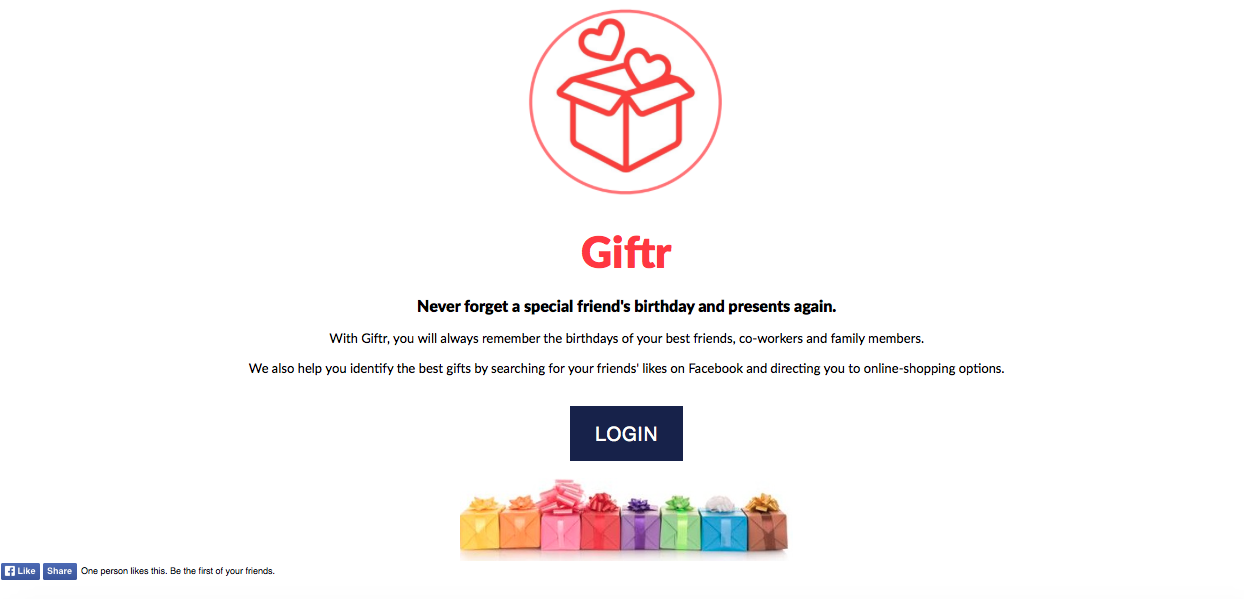 Giftr
Never forget a special friend's birthday and presents again.
With Giftr, you will always remember the birthdays of your best friends, co-workers and family members.
We also help you identify the best gifts by searching for your friends' likes on Facebook and directing you to online-shopping options.
LOGIN
Like Share One person likes this. Be the first of your friends.